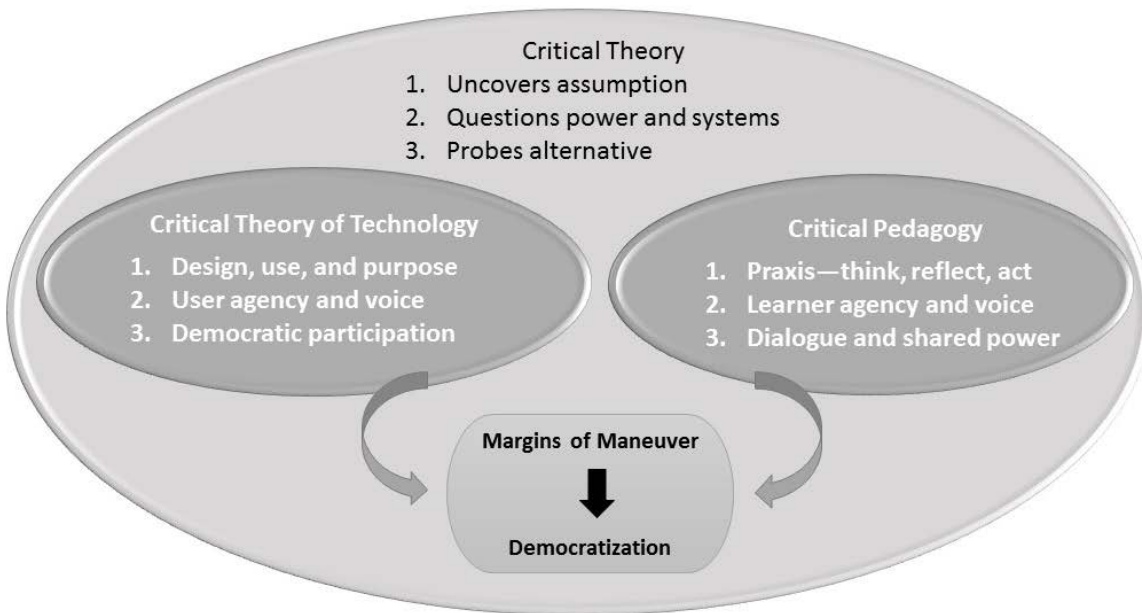 Critical Theory
1. Uncovers assumption
2. Questions power and systems
3. Probes alternative
Critical Theory of Technology
1. Design, use, and purpose
2. User agency and voice
3. Democratic participation
Critical Pedagogy
1. Praxis—think, reflect, act
2. Learner agency and voice
3. Dialogue and shared power
Margins of Maneuver
Democratization